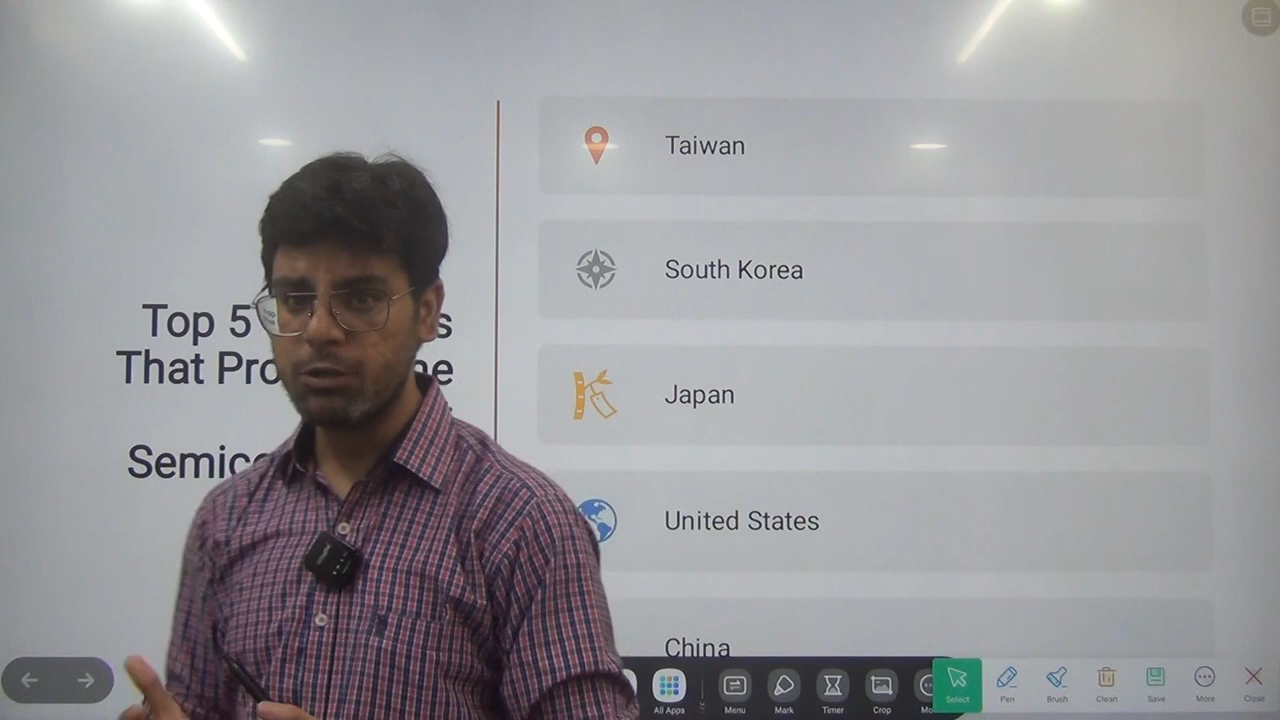 Top 5
That Pro
Semic
Taiwan
South Korea
Japan
United States
China
All Apps
Menu
Mark
Timer
Crop
Mo
Select
Pen
Brush
Clean
Save
More
Close